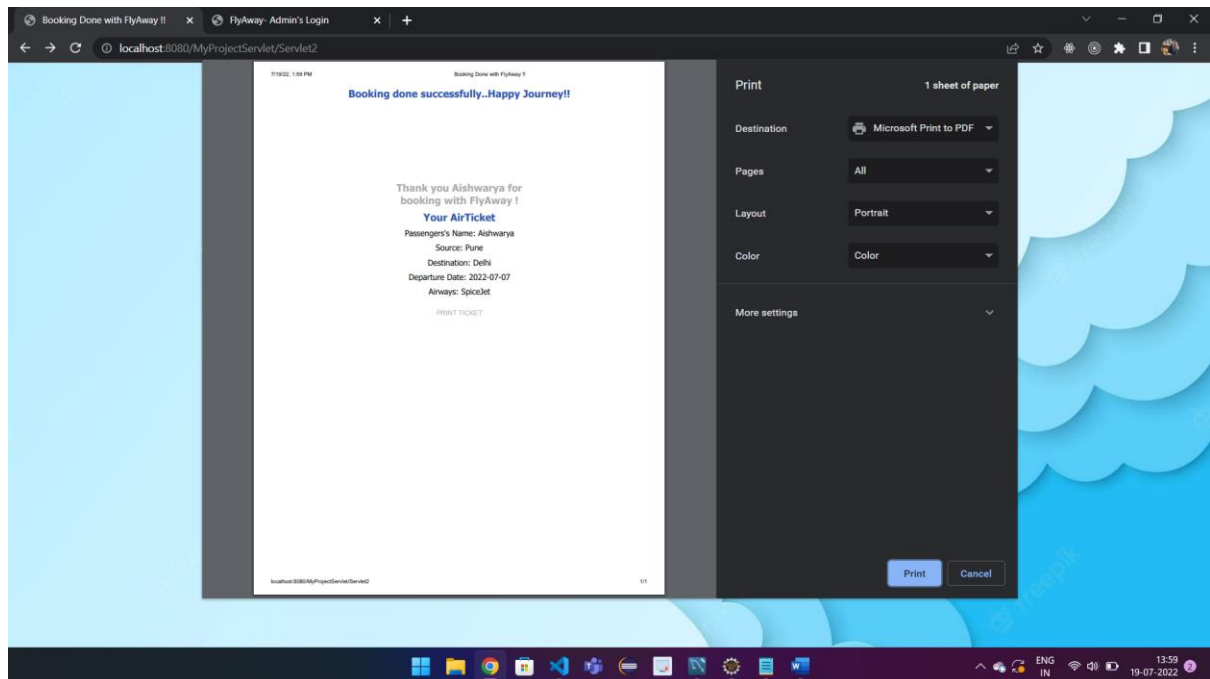 Booking Done with FlyAway !!
FlyAway- Admin's Login
localhost:8080/MyProjectServlet/Servlet2
7/19/22, 1:59 PM Booking Done with FlyAway !!
Booking done successfully..Happy Journey!!
Thank you Aishwarya for
booking with FlyAway !
Your AirTicket
Passengers's Name: Aishwarya
Source: Pune
Destination: Delhi
Departure Date: 2022-07-07
Airways: SpiceJet
PRINT TICKET
localhost:8080/MyProjectServlet/Servlet2 1/1
Print 1 sheet of paper
Destination Microsoft Print to PDF
Pages All
Layout Portrait
Color Color
More settings
Print Cancel
freepik
freepik
ENG
IN
13:59
19-07-2022
2